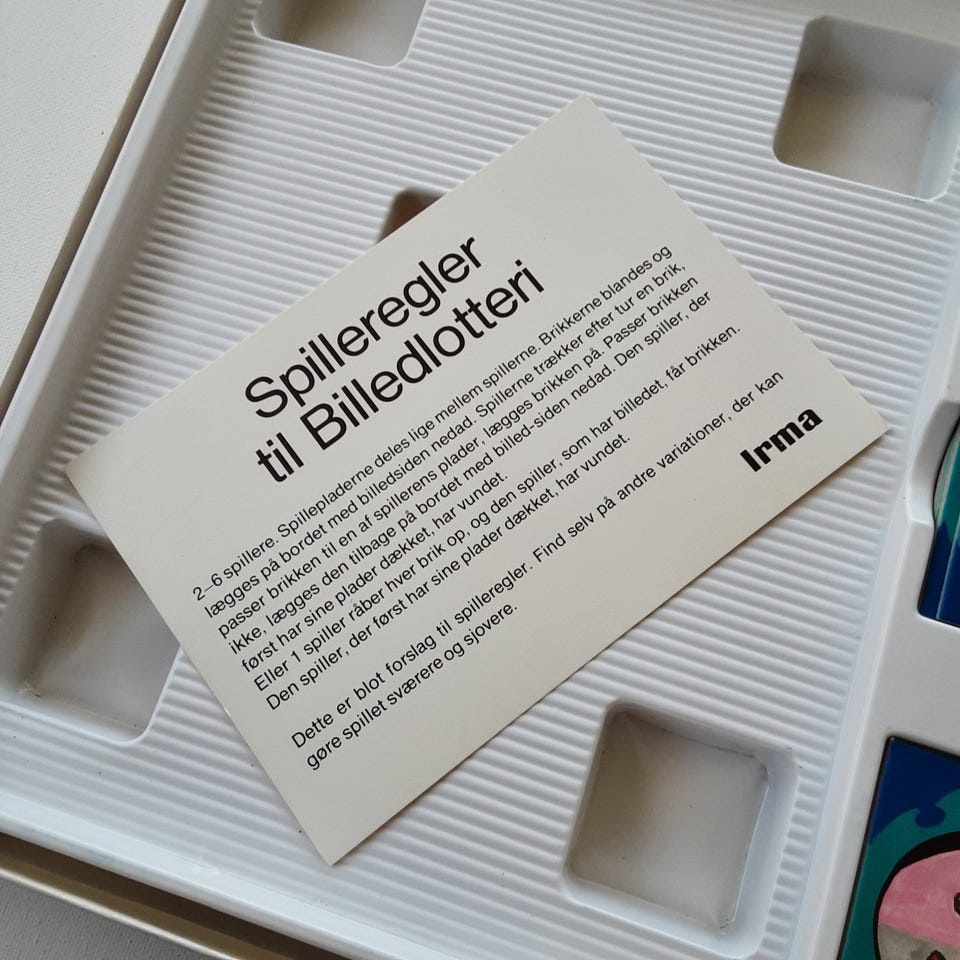 Spilleregler
til Billedlotteri
2–6 spillere. Spillepladerne deles lige mellem spillerne. Brikkerne blandes og
lægges på bordet med billedsiden nedad. Spillerne trækker efter tur en brik,
passer brikken til en af spillerens plader, lægges brikken på. Passer brikken
ikke, lægges den tilbage på bordet med billed-siden nedad. Den spiller, der
først har sine plader dækket, har vundet.
Eller 1 spiller råber hver brik op, og den spiller, som har billedet, får brikken.
Den spiller, der først har sine plader dækket, har vundet.
Dette er blot forslag til spilleregler. Find selv på andre variationer, der kan
gøre spillet sværere og sjovere.
Irma